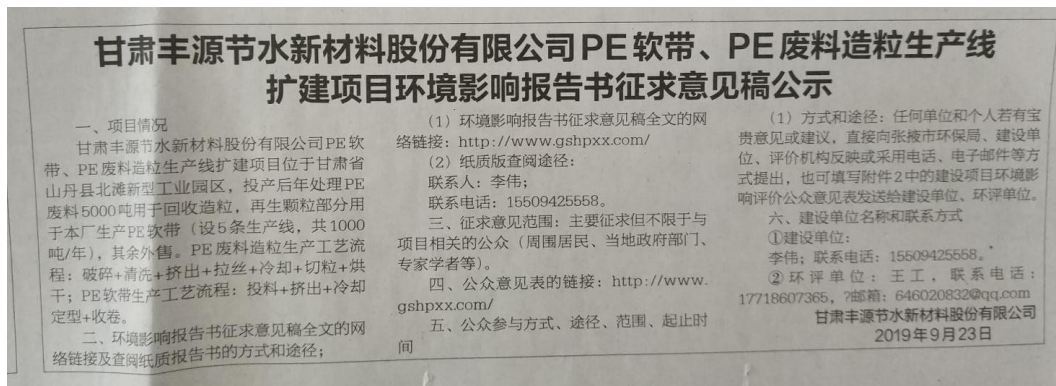 甘肃丰源节水新材料股份有限公司PE软带、PE废料造粒生产线
扩建项目环境影响报告书征求意见稿公示
一、项目情况
甘肃丰源节水新材料股份有限公司PE软
带、PE废料造粒生产线扩建项目位于甘肃省
山丹县北滩新型工业园区，投产后年处理PE
废料5000吨用于回收造粒，再生颗粒部分用
于本厂生产PE软带（设5条生产线，共1000
吨/年），其余外售。PE废料造粒生产工艺流
程：破碎+清洗+挤出+拉丝+冷却+切粒+烘
干；PE软带生产工艺流程：投料+挤出+冷却
定型+收卷。
二、环境影响报告书征求意见稿全文的网
络链接及查阅纸质报告书的方式和途径；
（1）环境影响报告书征求意见稿全文的网
络链接：http://www.gshpxx.com/
（2）纸质版查阅途径：
联系人：李伟；
联系电话：15509425558。
三、征求意见范围：主要征求但不限于与
项目相关的公众（周围居民、当地政府部门、
专家学者等）。
四、公众意见表的链接：http://www.
gshpxx.com/
五、公众参与方式、途径、范围、起止时
间
（1）方式和途径：任何单位和个人若有宝
贵意见或建议，直接向张掖市环保局、建设单
位、评价机构反映或采用电话、电子邮件等方
式提出，也可填写附件2中的建设项目环境影
响评价公众意见表发送给建设单位、环评单位。
六、建设单位名称和联系方式
①建设单位：
李伟；联系电话：15509425558。
②环评单位：王工，联系电话：
17718607365，?邮箱：646020832@qq.com
甘肃丰源节水新材料股份有限公司
2019年9月23日